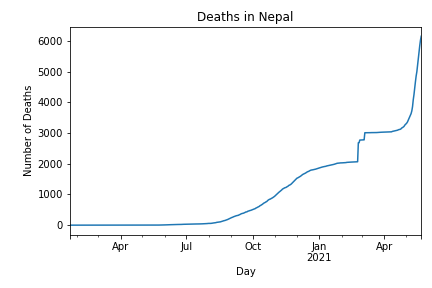 Deaths in Nepal
6000
5000
4000
3000
2000
1000
0
Number of Deaths
Apr
Jul
Oct
Jan
2021
Apr
Day